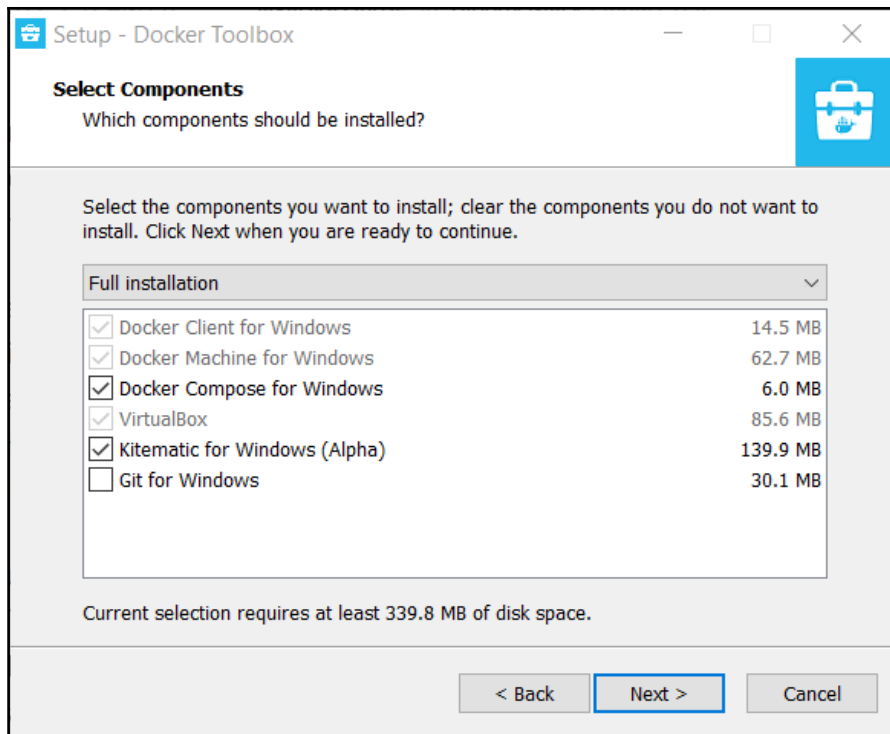 Setup - Docker Toolbox
Select Components
Which components should be installed?
Select the components you want to install; clear the components you do not want to
install. Click Next when you are ready to continue.
Full installation
Docker Client for Windows 14.5 MB
Docker Machine for Windows 62.7 MB
Docker Compose for Windows 6.0 MB
VirtualBox 85.6 MB
Kitematic for Windows (Alpha) 139.9 MB
Git for Windows 30.1 MB
Current selection requires at least 339.8 MB of disk space.
< Back Next > Cancel